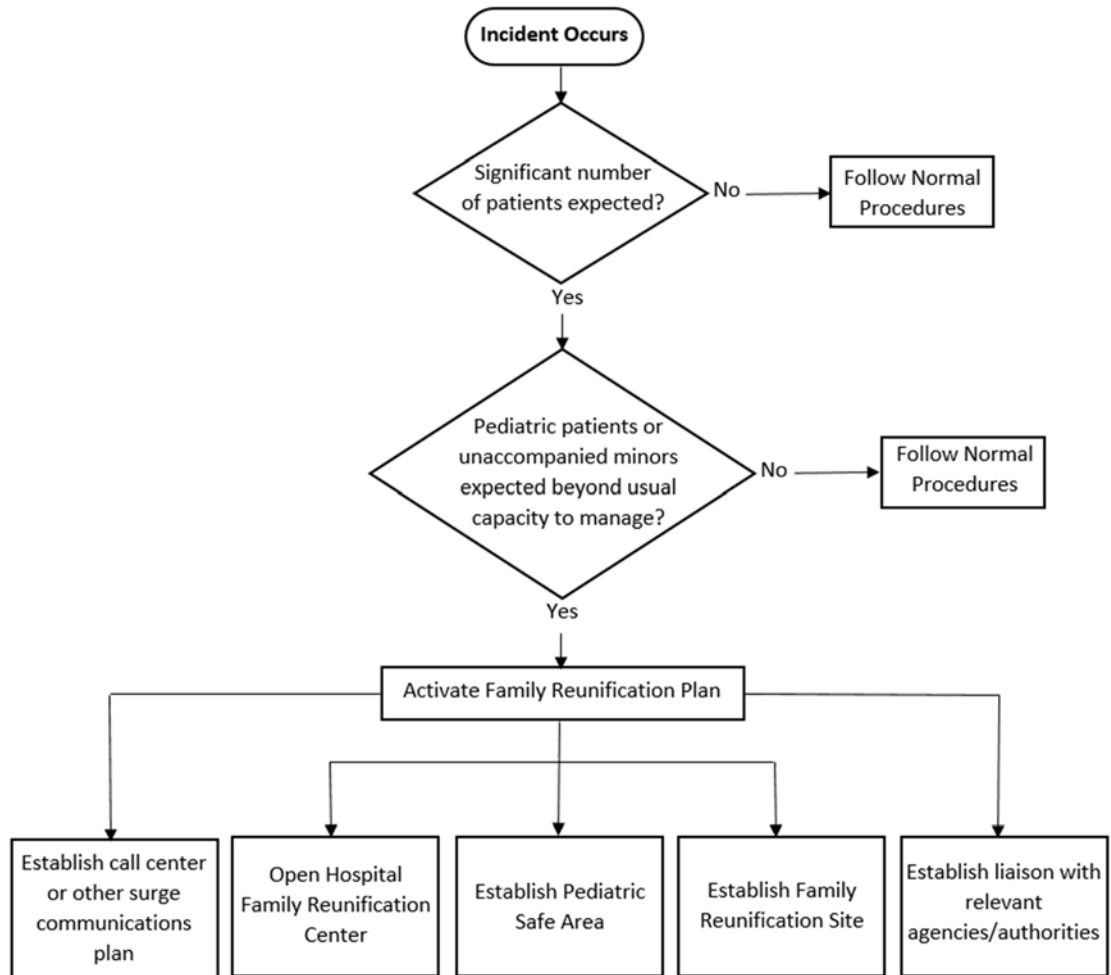 Incident Occurs
Significant number
of patients expected?
No
Follow Normal
Procedures
Yes
Pediatric patients or
unaccompanied minors
expected beyond usual
capacity to manage?
No
Follow Normal
Procedures
Yes
Activate Family Reunification Plan
Establish call center
or other surge
communications
plan
Open Hospital
Family Reunification
Center
Establish Pediatric
Safe Area
Establish Family
Reunification Site
Establish liaison with
relevant
agencies/authorities